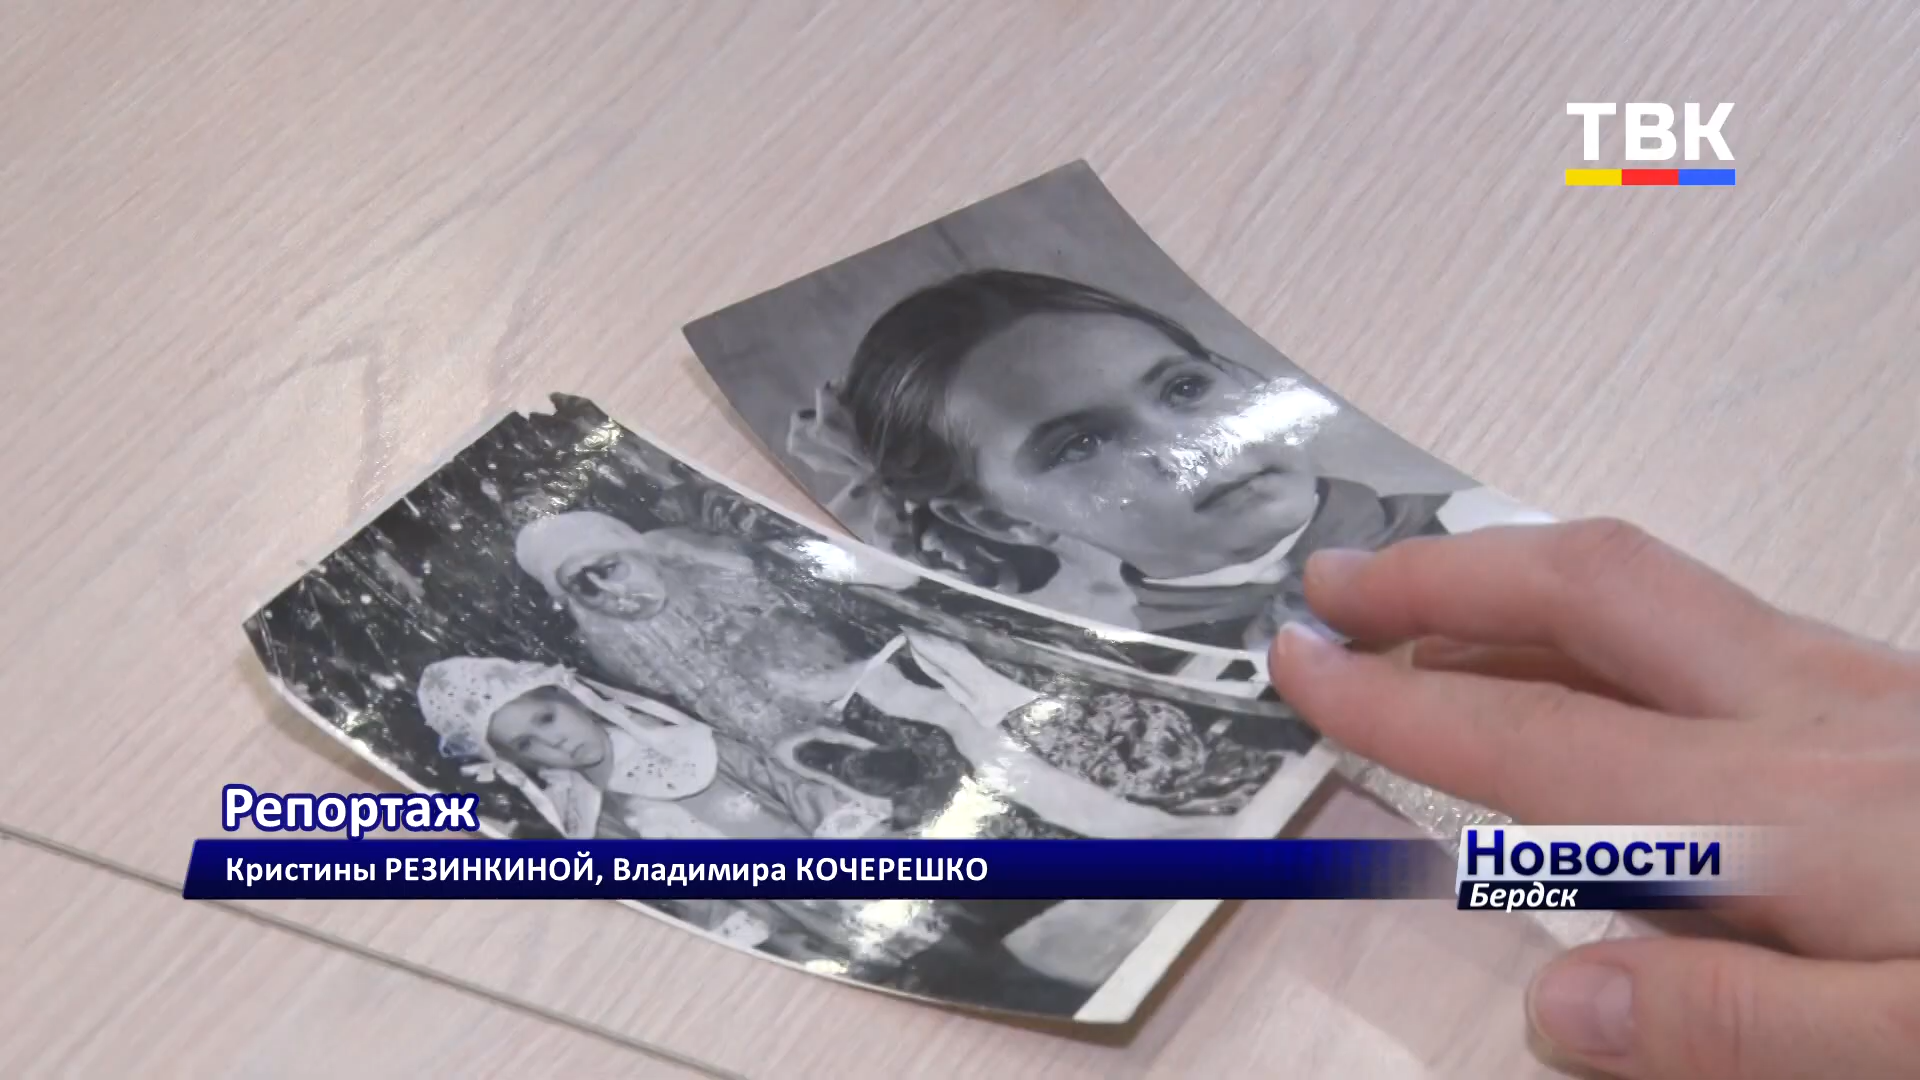 ТВК
Репортаж
Кристины РЕЗИНКИНОЙ, Владимира КОЧЕРЕШКО
Новости
Бердск